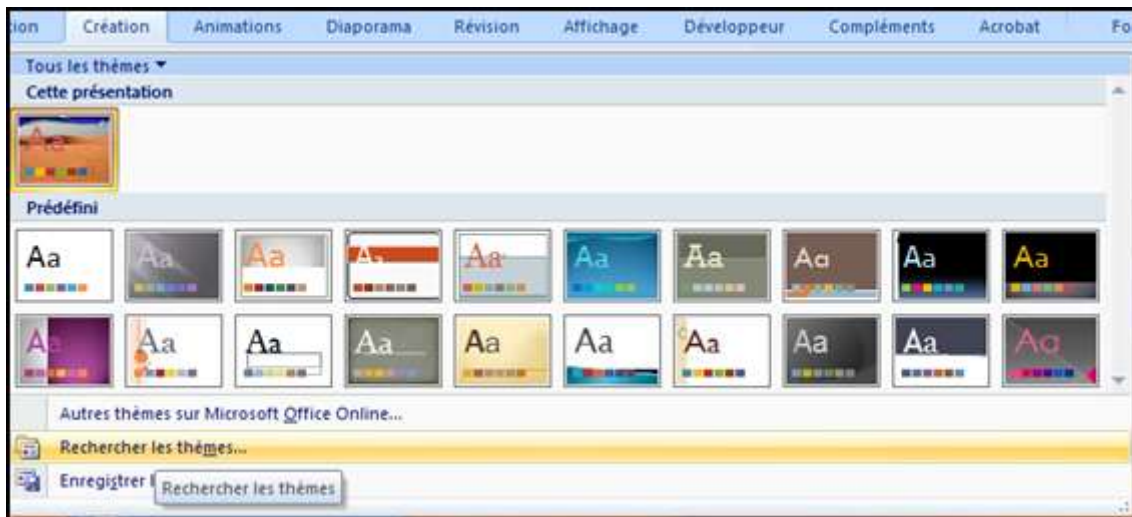 Création Animations Diaporama Révision Affichage Développeur Compléments Acrobat
Tous les thèmes
Cette présentation
Aa
Prédéfini
Aa Aa Aa Aa Aa Aa Aa Aa Aa Aa
Aa Aa Aa Aa Aa Aa Aa Aa Aa Aa
Autres thèmes sur Microsoft Office Online...
Rechercher les thèmes...
Enregistrer
Rechercher les thèmes